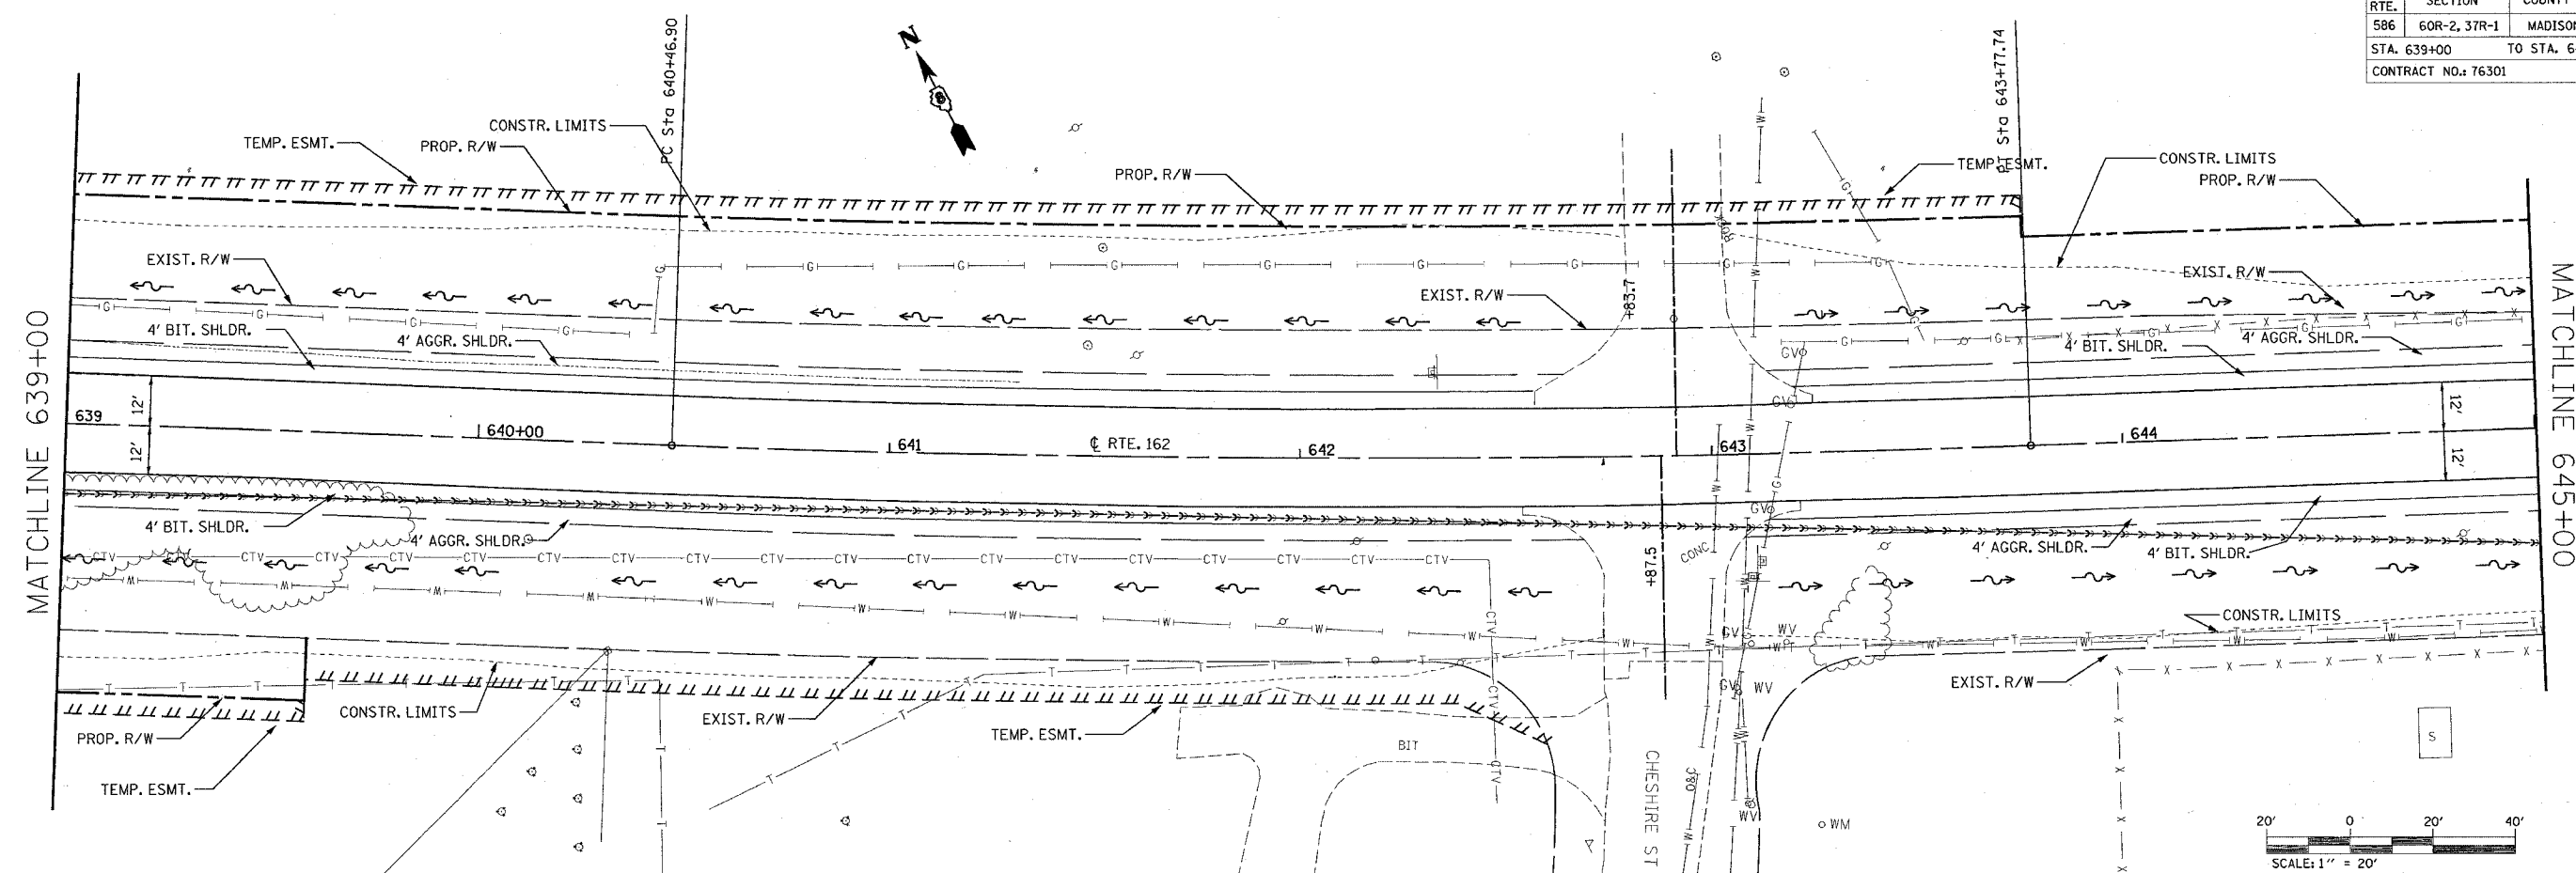 RTE. SECTION COUNTY
586 60R-2, 37R-1 MADISON
STA. 639+00 TO STA. 6
CONTRACT NO.: 76301
PC Sta 640+46.90
N
PT Sta 643+77.74
CONSTR. LIMITS
TEMP. ESMT.
PROP. R/W
PROP. R/W
TEMP. ESMT.
CONSTR. LIMITS
PROP. R/W
EXIST. R/W
EXIST. R/W
EXIST. R/W
+83.7
4' BIT. SHLDR.
4' AGGR. SHLDR.
4' BIT. SHLDR.
4' AGGR. SHLDR.
GV
GV
MATCHLINE 639+00
MATCHLINE 645+00
12'
12'
12'
12'
639
640+00
641
℄ RTE. 162
642
643
644
GV
4' BIT. SHLDR.
4' AGGR. SHLDR.
4' AGGR. SHLDR.
4' BIT. SHLDR.
CTV CTV CTV CTV CTV CTV CTV CTV CTV CTV CTV CTV CTV
+87.5
CONC
CONSTR. LIMITS
GV WV
GV WV
PROP. R/W
CONSTR. LIMITS
EXIST. R/W
TEMP. ESMT.
EXIST. R/W
TEMP. ESMT.
BIT
CTV
CTV
CTV
CHESHIRE ST
O&C
WV
WM
S
20' 0 20' 40'
SCALE: 1" = 20'